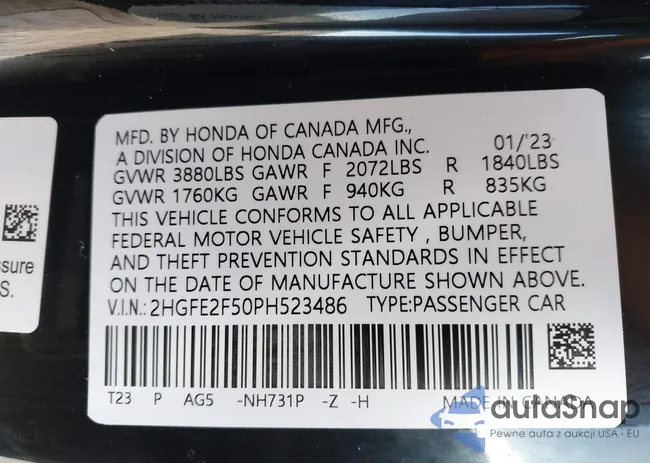 MFD. BY HONDA OF CANADA MFG.,
A DIVISION OF HONDA CANADA INC. 01/'23
GVWR 3880LBS GAWR F 2072LBS R 1840LBS
GVWR 1760KG GAWR F 940KG R 835KG
THIS VEHICLE CONFORMS TO ALL APPLICABLE
FEDERAL MOTOR VEHICLE SAFETY , BUMPER,
AND THEFT PREVENTION STANDARDS IN EFFECT
ON THE DATE OF MANUFACTURE SHOWN ABOVE.
V.I.N.: 2HGFE2F50PH523486 TYPE:PASSENGER CAR
T23 P AG5 -NH731P -Z -H MADE IN CANADA
ssure
S.
autoSnap
Pewne auta z aukcji USA i EU